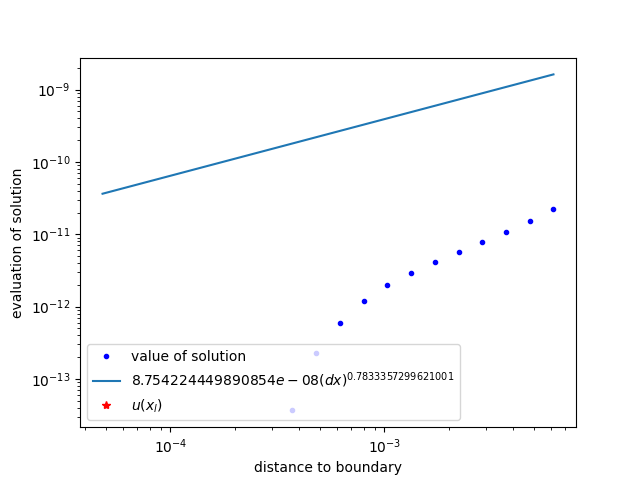 10⁻⁹
10⁻¹⁰
10⁻¹¹
10⁻¹²
10⁻¹³
evaluation of solution
value of solution
8.754224449890854e − 08(dx)^0.7833357299621001
u(x_l)
10⁻⁴ 10⁻³
distance to boundary